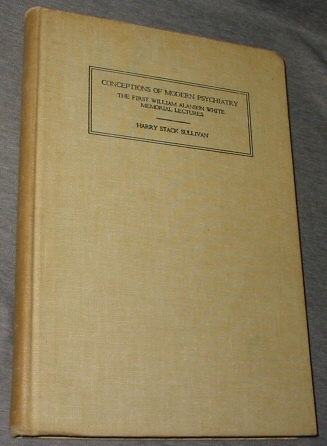 CONCEPTIONS OF MODERN PSYCHIATRY
THE FIRST WILLIAM ALANSON WHITE
MEMORIAL LECTURES
HARRY STACK SULLIVAN